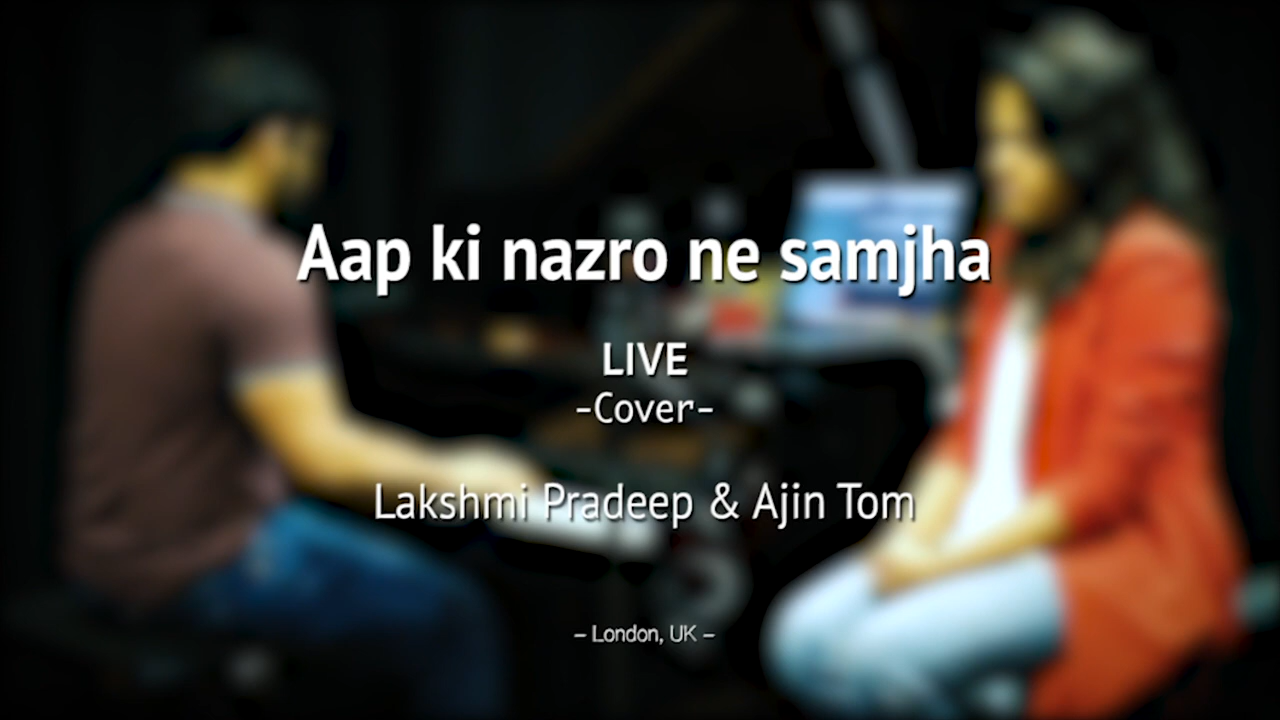 Aap ki nazro ne samjha
LIVE
-Cover-
Lakshmi Pradeep & Ajin Tom
– London, UK –